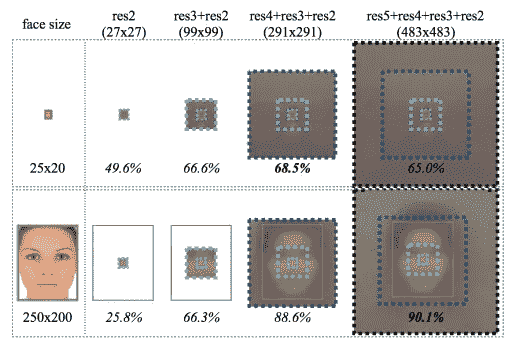 face size res2 res3+res2 res4+res3+res2 res5+res4+res3+res2
(27x27) (99x99) (291x291) (483x483)
25x20 49.6% 66.6% 68.5% 65.0%
250x200 25.8% 66.3% 88.6% 90.1%